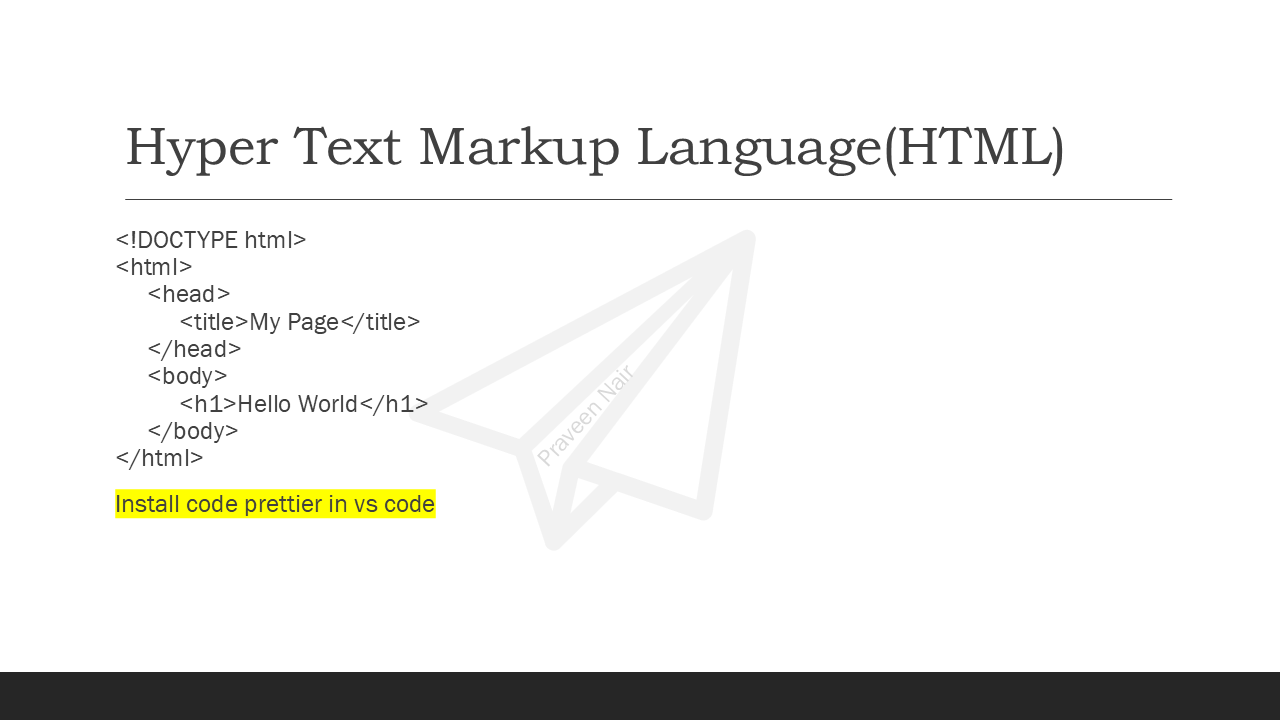 Hyper Text Markup Language(HTML)
<!DOCTYPE html>
<html>
<head>
<title>My Page</title>
</head>
<body>
<h1>Hello World</h1>
</body>
</html>
Install code prettier in vs code
Praveen Nair